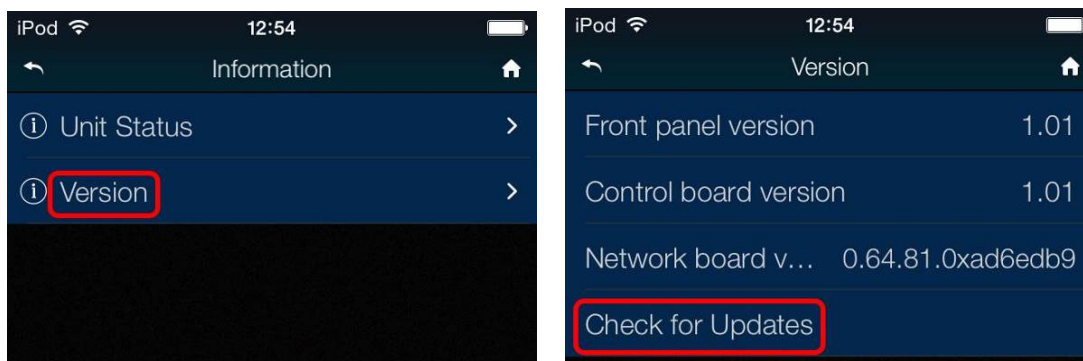 iPod 12:54
Information
Unit Status
Version
iPod 12:54
Version
Front panel version 1.01
Control board version 1.01
Network board v... 0.64.81.0xad6edb9
Check for Updates